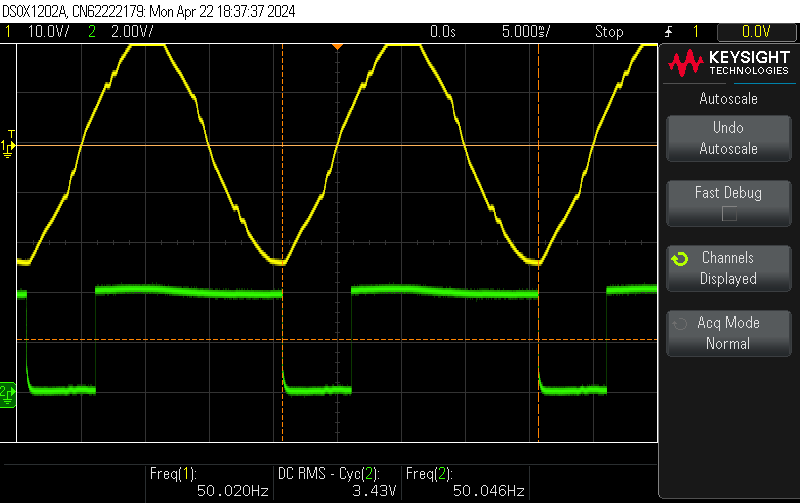 DSOX1202A, CN62222179: Mon Apr 22 18:37:37 2024
1 10.0V/ 2 2.00V/ 0.0s 5.000ms/ Stop 1 0.0V
KEYSIGHT
TECHNOLOGIES
Autoscale
Undo
Autoscale
Fast Debug
Channels
Displayed
Acq Mode
Normal
T
1
2
Freq(1): DC RMS - Cyc(2): Freq(2):
50.020Hz 3.43V 50.046Hz